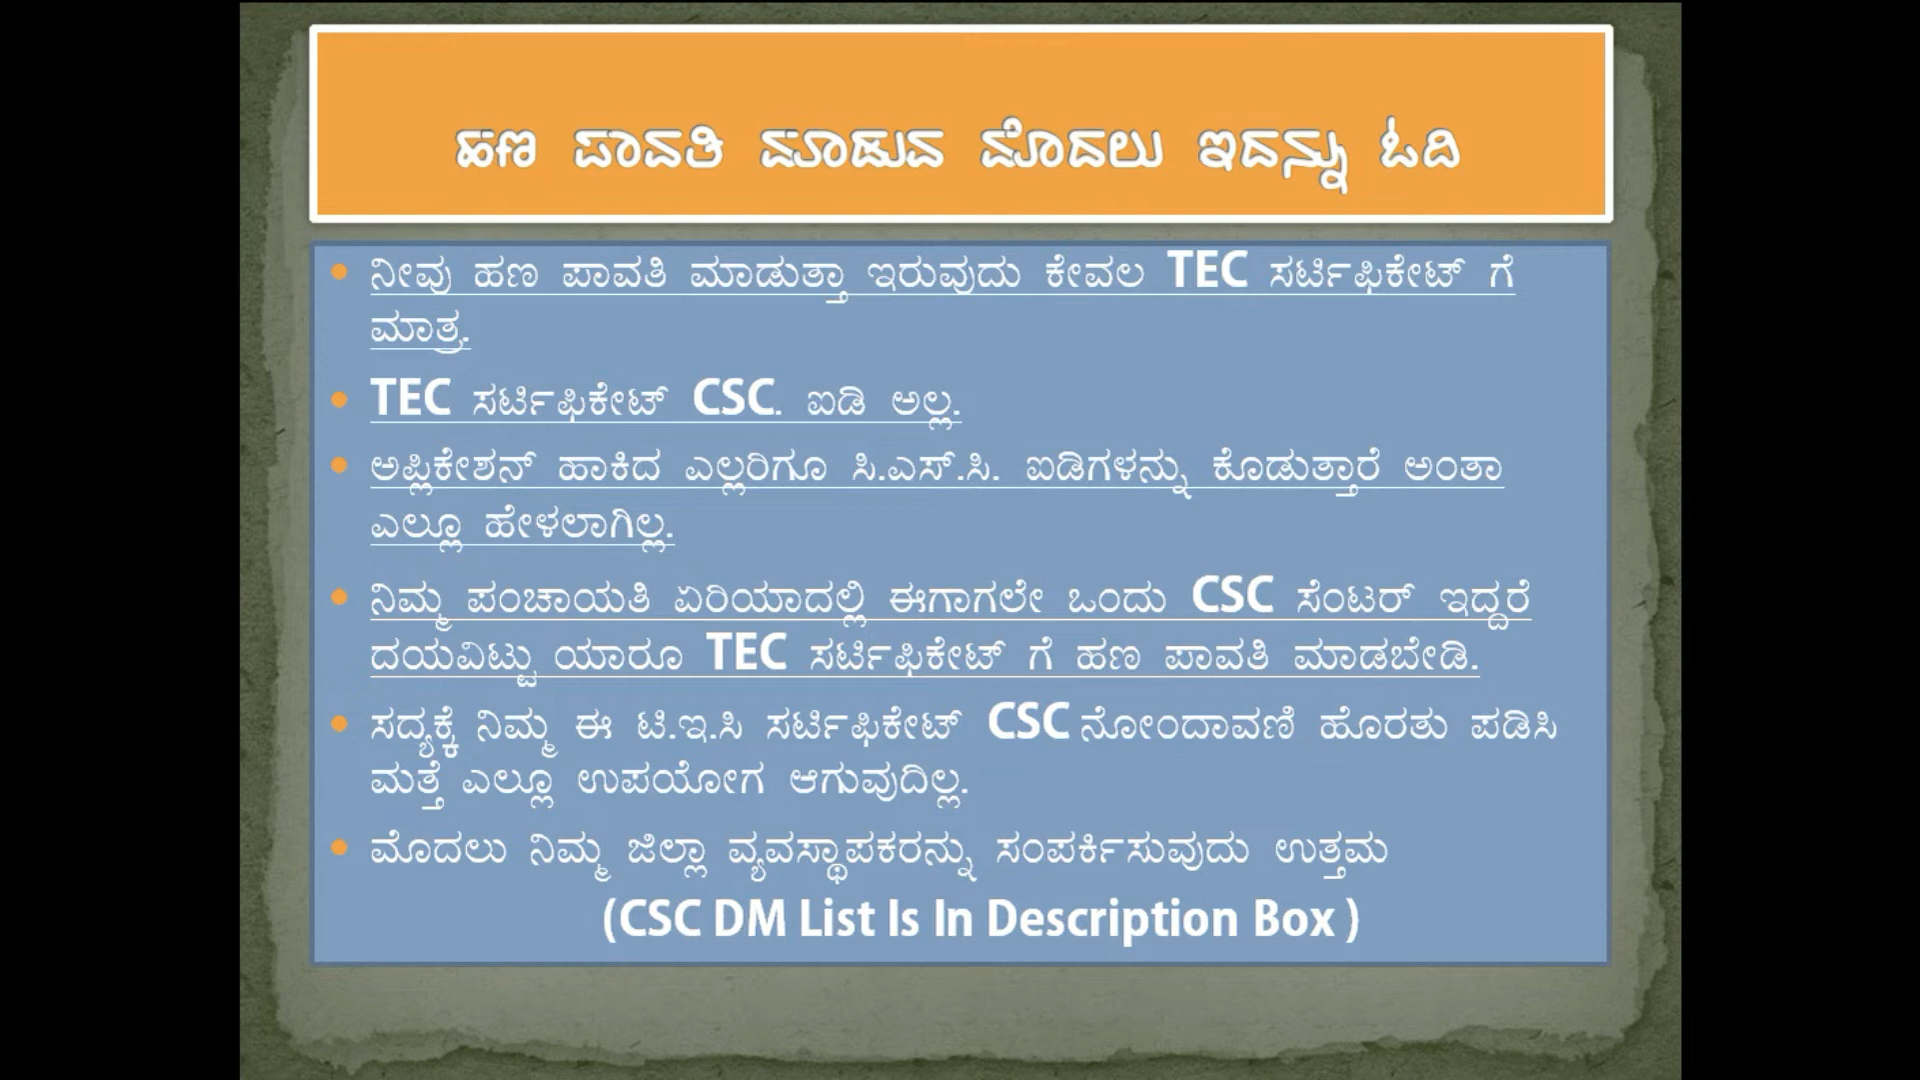 ಹಣ ಪಾವತಿ ಮಾಡುವ ಮೊದಲು ಇದನ್ನು ಓದಿ
• ನೀವು ಹಣ ಪಾವತಿ ಮಾಡುತ್ತಾ ಇರುವುದು ಕೇವಲ TEC ಸರ್ಟಿಫಿಕೇಟ್ ಗೆ
ಮಾತ್ರ.
• TEC ಸರ್ಟಿಫಿಕೇಟ್ CSC. ಐಡಿ ಅಲ್ಲ.
• ಅಪ್ಲಿಕೇಶನ್ ಹಾಕಿದ ಎಲ್ಲರಿಗೂ ಸಿ.ಎಸ್.ಸಿ. ಐಡಿಗಳನ್ನು ಕೊಡುತ್ತಾರೆ ಅಂತಾ
ಎಲ್ಲೂ ಹೇಳಲಾಗಿಲ್ಲ.
• ನಿಮ್ಮ ಪಂಚಾಯತಿ ಏರಿಯಾದಲ್ಲಿ ಈಗಾಗಲೇ ಒಂದು CSC ಸೆಂಟರ್ ಇದ್ದರೆ
ದಯವಿಟ್ಟು ಯಾರೂ TEC ಸರ್ಟಿಫಿಕೇಟ್ ಗೆ ಹಣ ಪಾವತಿ ಮಾಡಬೇಡಿ.
• ಸದ್ಯಕ್ಕೆ ನಿಮ್ಮ ಈ ಟಿ.ಇ.ಸಿ ಸರ್ಟಿಫಿಕೇಟ್ CSC ನೋಂದಾವಣಿ ಹೊರತು ಪಡಿಸಿ
ಮತ್ತೆ ಎಲ್ಲೂ ಉಪಯೋಗ ಆಗುವುದಿಲ್ಲ.
• ಮೊದಲು ನಿಮ್ಮ ಜಿಲ್ಲಾ ವ್ಯವಸ್ಥಾಪಕರನ್ನು ಸಂಪರ್ಕಿಸುವುದು ಉತ್ತಮ
(CSC DM List Is In Description Box )